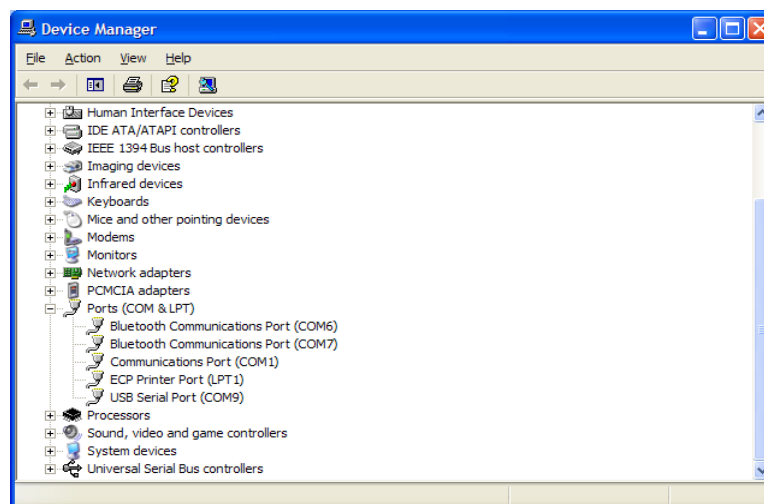 Device Manager
File Action View Help
Human Interface Devices
IDE ATA/ATAPI controllers
IEEE 1394 Bus host controllers
Imaging devices
Infrared devices
Keyboards
Mice and other pointing devices
Modems
Monitors
Network adapters
PCMCIA adapters
Ports (COM & LPT)
Bluetooth Communications Port (COM6)
Bluetooth Communications Port (COM7)
Communications Port (COM1)
ECP Printer Port (LPT1)
USB Serial Port (COM9)
Processors
Sound, video and game controllers
System devices
Universal Serial Bus controllers